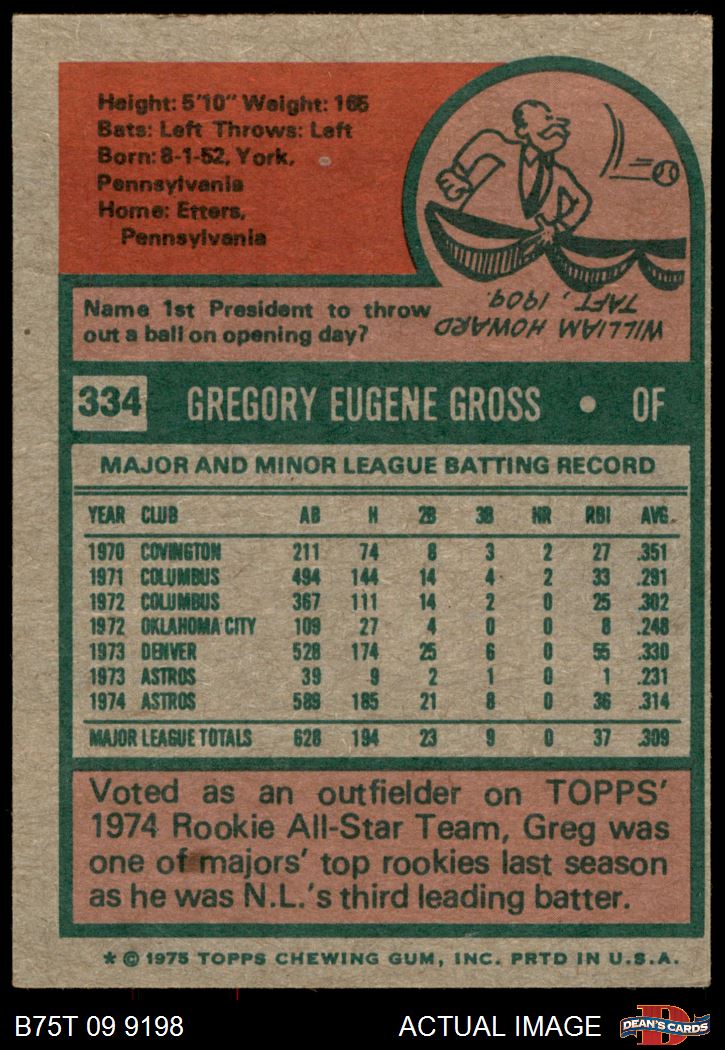 Height: 5'10" Weight: 165
Bats: Left Throws: Left
Born: 8-1-52, York,
Pennsylvania
Home: Etters,
Pennsylvania
Name 1st President to throw
out a ball on opening day?
WILLIAM HOWARD
TAFT, 1909.
334 GREGORY EUGENE GROSS • OF
MAJOR AND MINOR LEAGUE BATTING RECORD
YEAR CLUB AB H 2B 3B HR RBI AVG.
1970 COVINGTON 211 74 8 3 2 27 .351
1971 COLUMBUS 494 144 14 4 2 33 .291
1972 COLUMBUS 367 111 14 2 0 25 .302
1972 OKLAHOMA CITY 109 27 4 0 0 8 .248
1973 DENVER 528 174 25 6 0 55 .330
1973 ASTROS 39 9 2 1 0 1 .231
1974 ASTROS 589 185 21 8 0 36 .314
MAJOR LEAGUE TOTALS 628 194 23 9 0 37 .309
Voted as an outfielder on TOPPS'
1974 Rookie All-Star Team, Greg was
one of majors' top rookies last season
as he was N.L.'s third leading batter.
* © 1975 TOPPS CHEWING GUM, INC. PRTD IN U.S.A.
B75T 09 9198 ACTUAL IMAGE
D
DEAN'S CARDS